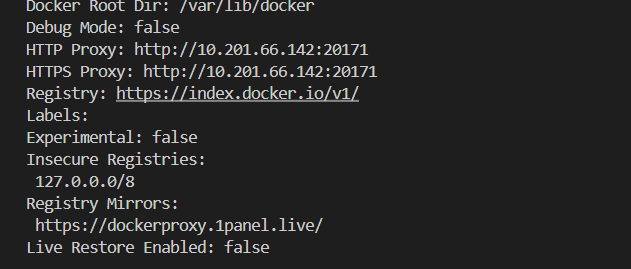 Docker Root Dir: /var/lib/docker
Debug Mode: false
HTTP Proxy: http://10.201.66.142:20171
HTTPS Proxy: http://10.201.66.142:20171
Registry: https://index.docker.io/v1/
Labels:
Experimental: false
Insecure Registries:
 127.0.0.0/8
Registry Mirrors:
 https://dockerproxy.1panel.live/
Live Restore Enabled: false